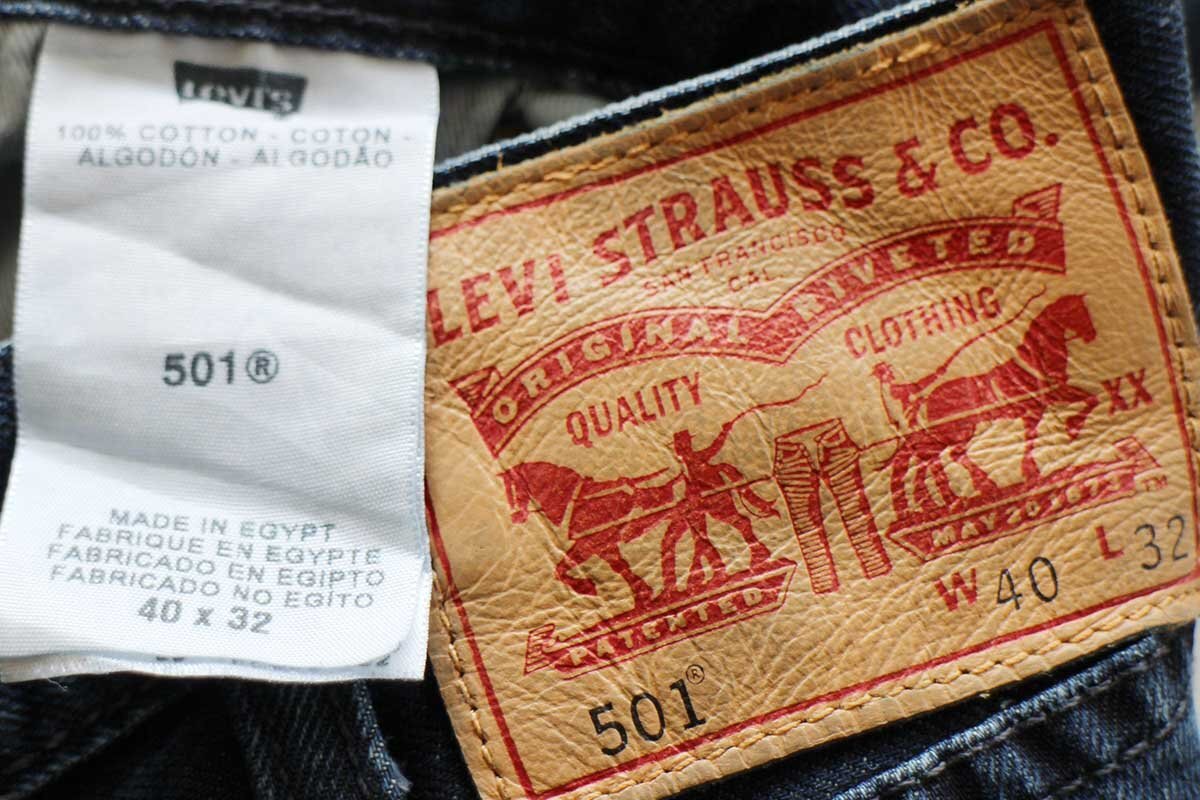 Levi's
100% COTTON - COTON -
ALGODÓN - ALGODÃO
501®
MADE IN EGYPT
FABRIQUE EN EGYPTE
FABRICADO EN EGIPTO
FABRICADO NO EGITO
40 x 32
LEVI STRAUSS & CO.
SAN FRANCISCO
CAL
ORIGINAL RIVETED
QUALITY CLOTHING
XX
PATENTED MAY 20 1873 TM
W 40 L 32
501®